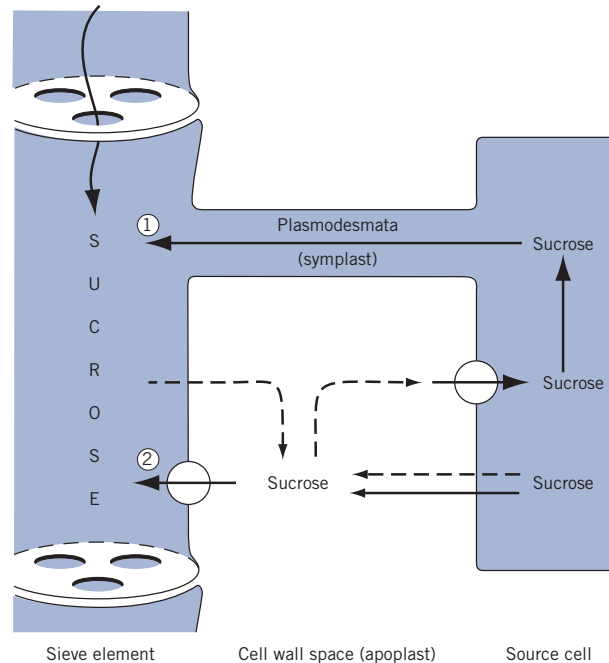 1
Plasmodesmata
(symplast)
Sucrose
S
U
C
R
O
S
E
Sucrose
2
Sucrose
Sucrose
Sieve element
Cell wall space (apoplast)
Source cell